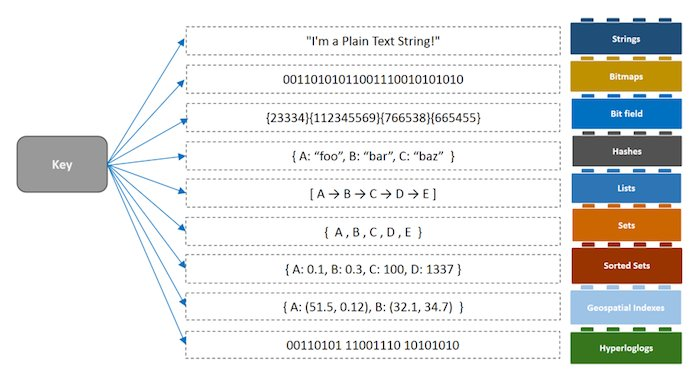 "I'm a Plain Text String!" Strings
00110101011001110010101010 Bitmaps
{23334}{112345569}{766538}{665455} Bit field
{ A: “foo”, B: “bar”, C: “baz” } Hashes
Key
[ A → B → C → D → E ] Lists
{ A , B , C , D , E } Sets
{ A: 0.1, B: 0.3, C: 100, D: 1337 } Sorted Sets
{ A: (51.5, 0.12), B: (32.1, 34.7) } Geospatial Indexes
00110101 11001110 10101010 Hyperloglogs